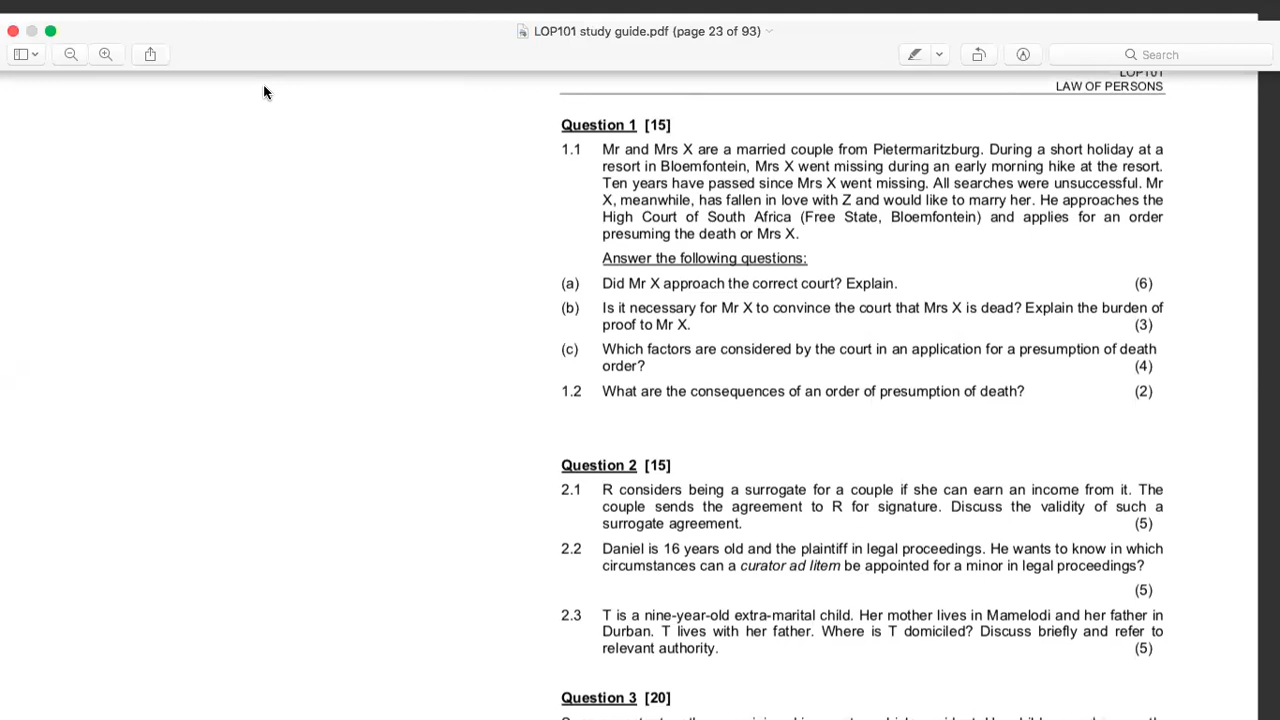 LOP101 study guide.pdf (page 23 of 93)
Search
LOP101
LAW OF PERSONS
Question 1 [15]
1.1 Mr and Mrs X are a married couple from Pietermaritzburg. During a short holiday at a
resort in Bloemfontein, Mrs X went missing during an early morning hike at the resort.
Ten years have passed since Mrs X went missing. All searches were unsuccessful. Mr
X, meanwhile, has fallen in love with Z and would like to marry her. He approaches the
High Court of South Africa (Free State, Bloemfontein) and applies for an order
presuming the death or Mrs X.
Answer the following questions:
(a) Did Mr X approach the correct court? Explain. (6)
(b) Is it necessary for Mr X to convince the court that Mrs X is dead? Explain the burden of
proof to Mr X. (3)
(c) Which factors are considered by the court in an application for a presumption of death
order? (4)
1.2 What are the consequences of an order of presumption of death? (2)
Question 2 [15]
2.1 R considers being a surrogate for a couple if she can earn an income from it. The
couple sends the agreement to R for signature. Discuss the validity of such a
surrogate agreement. (5)
2.2 Daniel is 16 years old and the plaintiff in legal proceedings. He wants to know in which
circumstances can a curator ad litem be appointed for a minor in legal proceedings?
(5)
2.3 T is a nine-year-old extra-marital child. Her mother lives in Mamelodi and her father in
Durban. T lives with her father. Where is T domiciled? Discuss briefly and refer to
relevant authority. (5)
Question 3 [20]